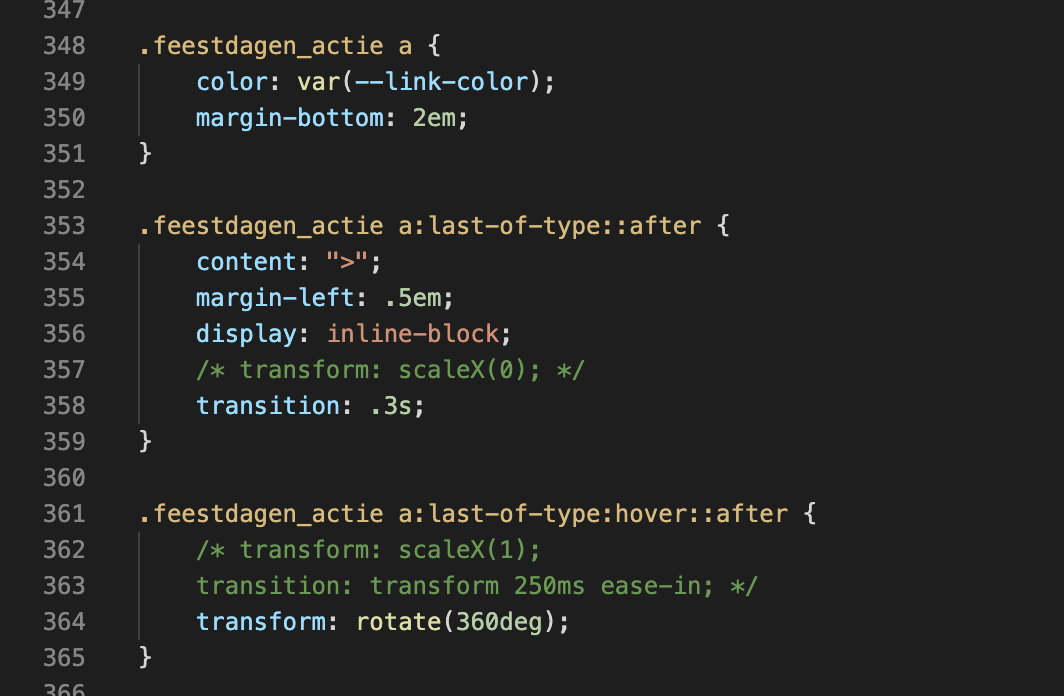 347
348 .feestdagen_actie a {
349 color: var(--link-color);
350 margin-bottom: 2em;
351 }
352
353 .feestdagen_actie a:last-of-type::after {
354 content: ">";
355 margin-left: .5em;
356 display: inline-block;
357 /* transform: scaleX(0); */
358 transition: .3s;
359 }
360
361 .feestdagen_actie a:last-of-type:hover::after {
362 /* transform: scaleX(1);
363 transition: transform 250ms ease-in; */
364 transform: rotate(360deg);
365 }
366